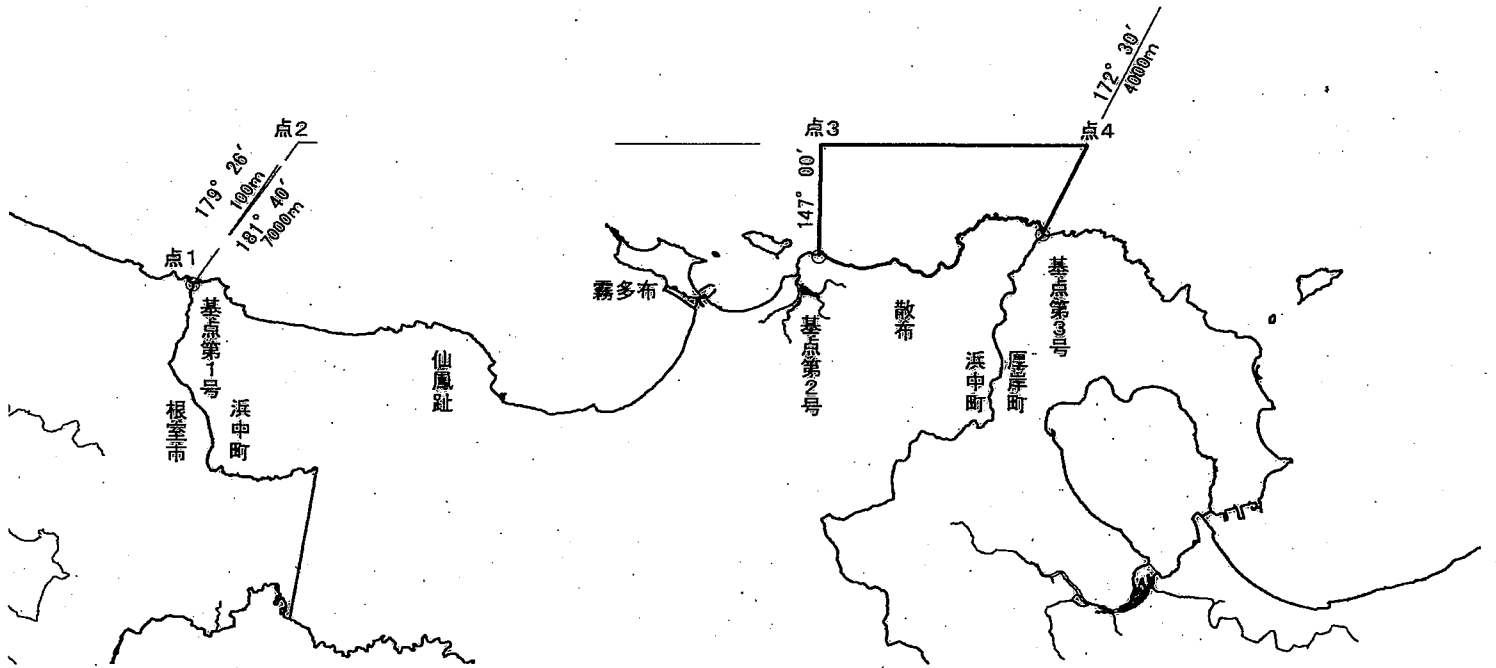 172° 30′
4000m
点2
点3
点4
179° 26′
100m
181° 40′
7000m
147° 00′
点1
霧多布
基点第1号
基点第2号
散布
基点第3号
仙鳳趾
浜中町
厚岸町
根室市
浜中町